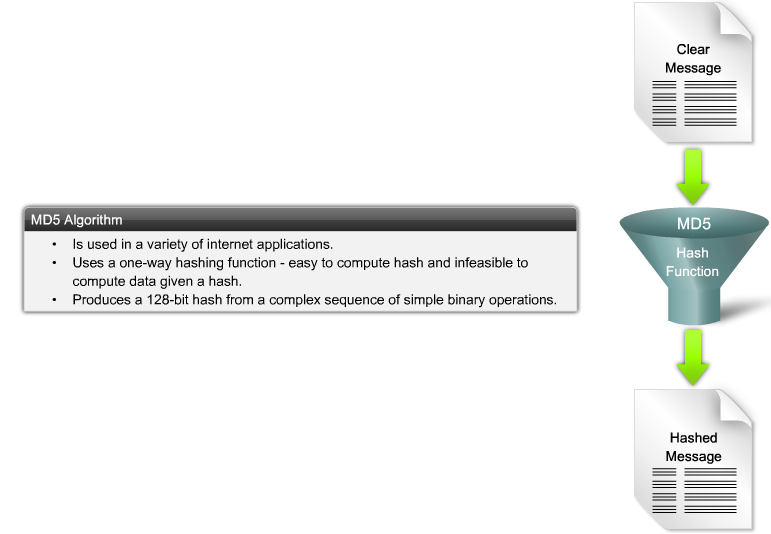 Clear
Message
MD5 Algorithm
• Is used in a variety of internet applications.
• Uses a one-way hashing function - easy to compute hash and infeasible to
compute data given a hash.
• Produces a 128-bit hash from a complex sequence of simple binary operations.
MD5
Hash
Function
Hashed
Message